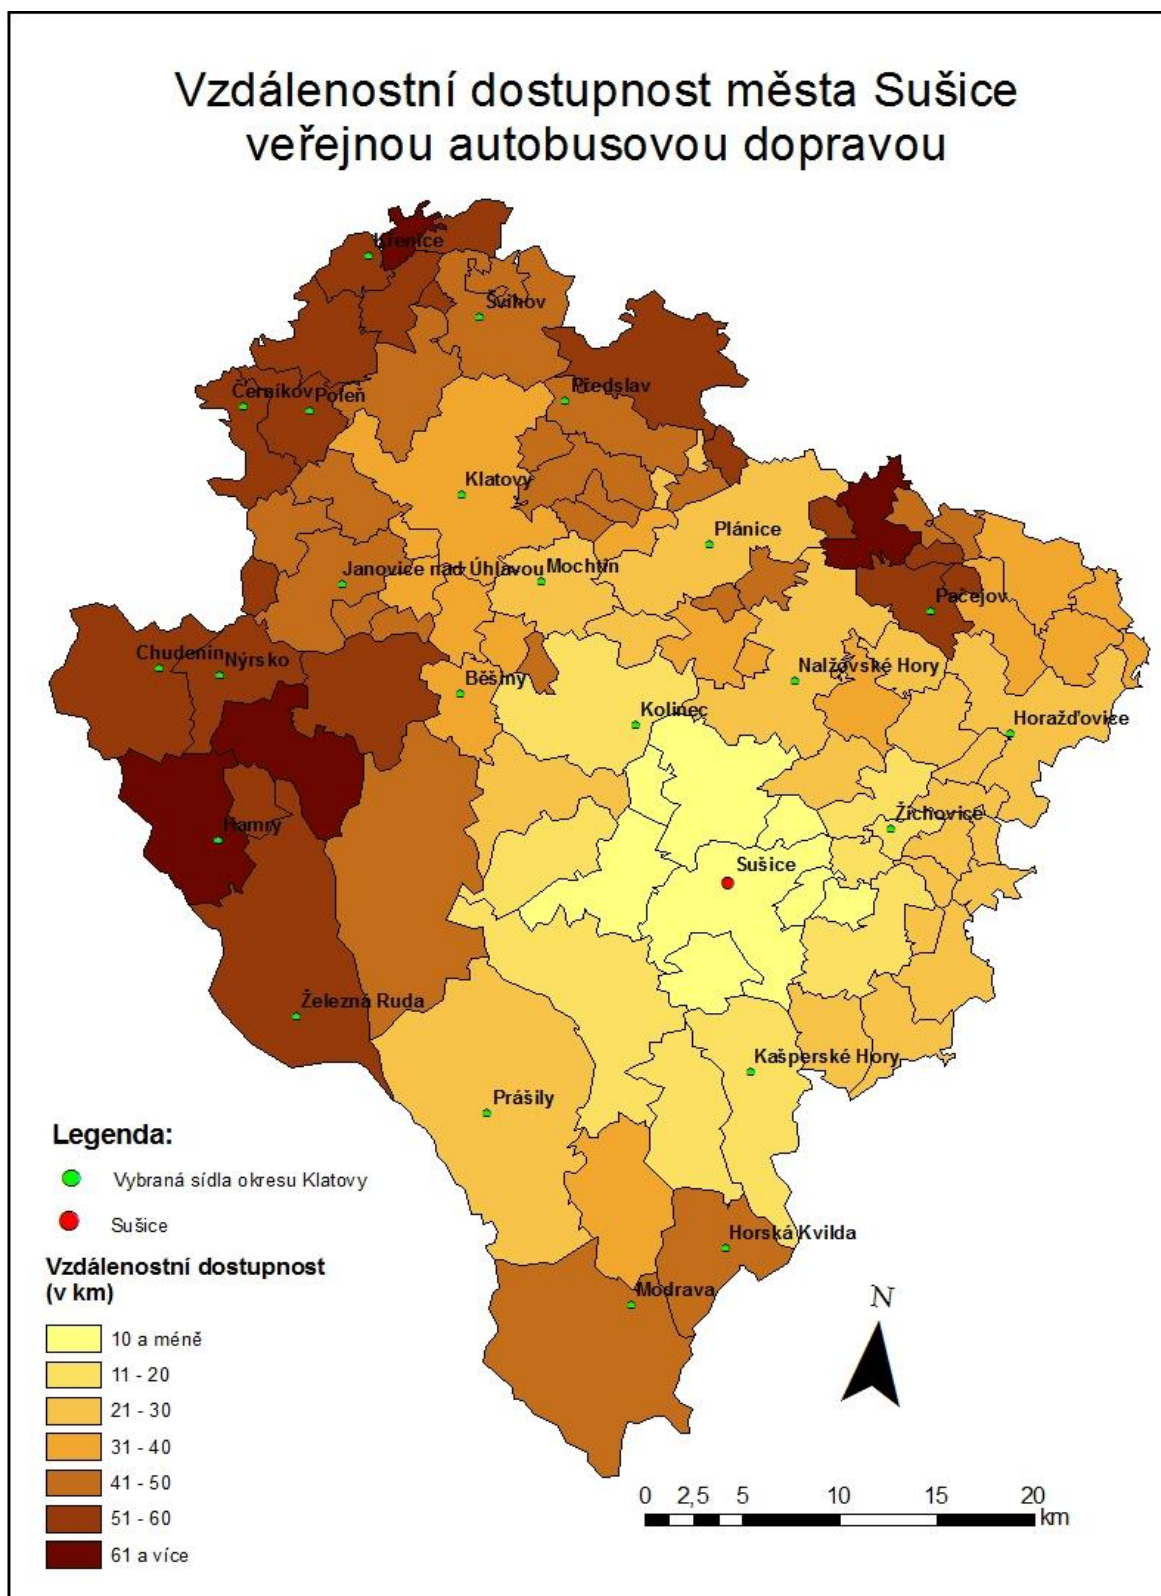 Vzdálenostní dostupnost města Sušice
veřejnou autobusovou dopravou
Křenice
Švihov
Předslav
Černíkov
Poleň
Klatovy
Plánice
Janovice nad Úhlavou
Mochtín
Pačejov
Chudenín
Nýrsko
Běšiny
Nalžovské Hory
Kolinec
Horažďovice
Hamry
Žichovice
Sušice
Železná Ruda
Kašperské Hory
Prášily
Horská Kvilda
Modrava
Legenda:
Vybraná sídla okresu Klatovy
Sušice
Vzdálenostní dostupnost
(v km)
10 a méně
11 - 20
21 - 30
31 - 40
41 - 50
51 - 60
61 a více
N
0 2,5 5 10 15 20
km